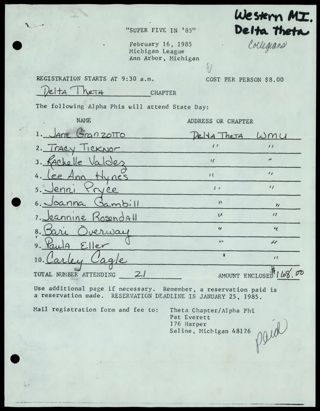 Western MI.
Delta Theta
Collegians
"SUPER FIVE IN '85"
February 16, 1985
Michigan League
Ann Arbor, Michigan
REGISTRATION STARTS AT 9:30 a.m. COST PER PERSON $8.00
DELTA THETA CHAPTER
The following Alpha Phis will attend State Day:
NAME ADDRESS OR CHAPTER
1. Jane Granzotto DELTA THETA WMU
2. Tracy Ticknor " "
3. Rachelle Valdez " "
4. Lee Ann Hynes " "
5. Jenni Pryce " "
6. Joanna Gambill " "
7. Jeannine Rosendall " "
8. Bari Overway " "
9. Paula Eller " "
10. Carley Cagle " "
TOTAL NUMBER ATTENDING 21 AMOUNT ENCLOSED $168.00
Use additional page if necessary. Remember, a reservation paid is
a reservation made. RESERVATION DEADLINE IS JANUARY 25, 1985.
Mail registration form and fee to: Theta Chapter/Alpha Phi
Pat Everett
176 Harper
Saline, Michigan 48176
paid